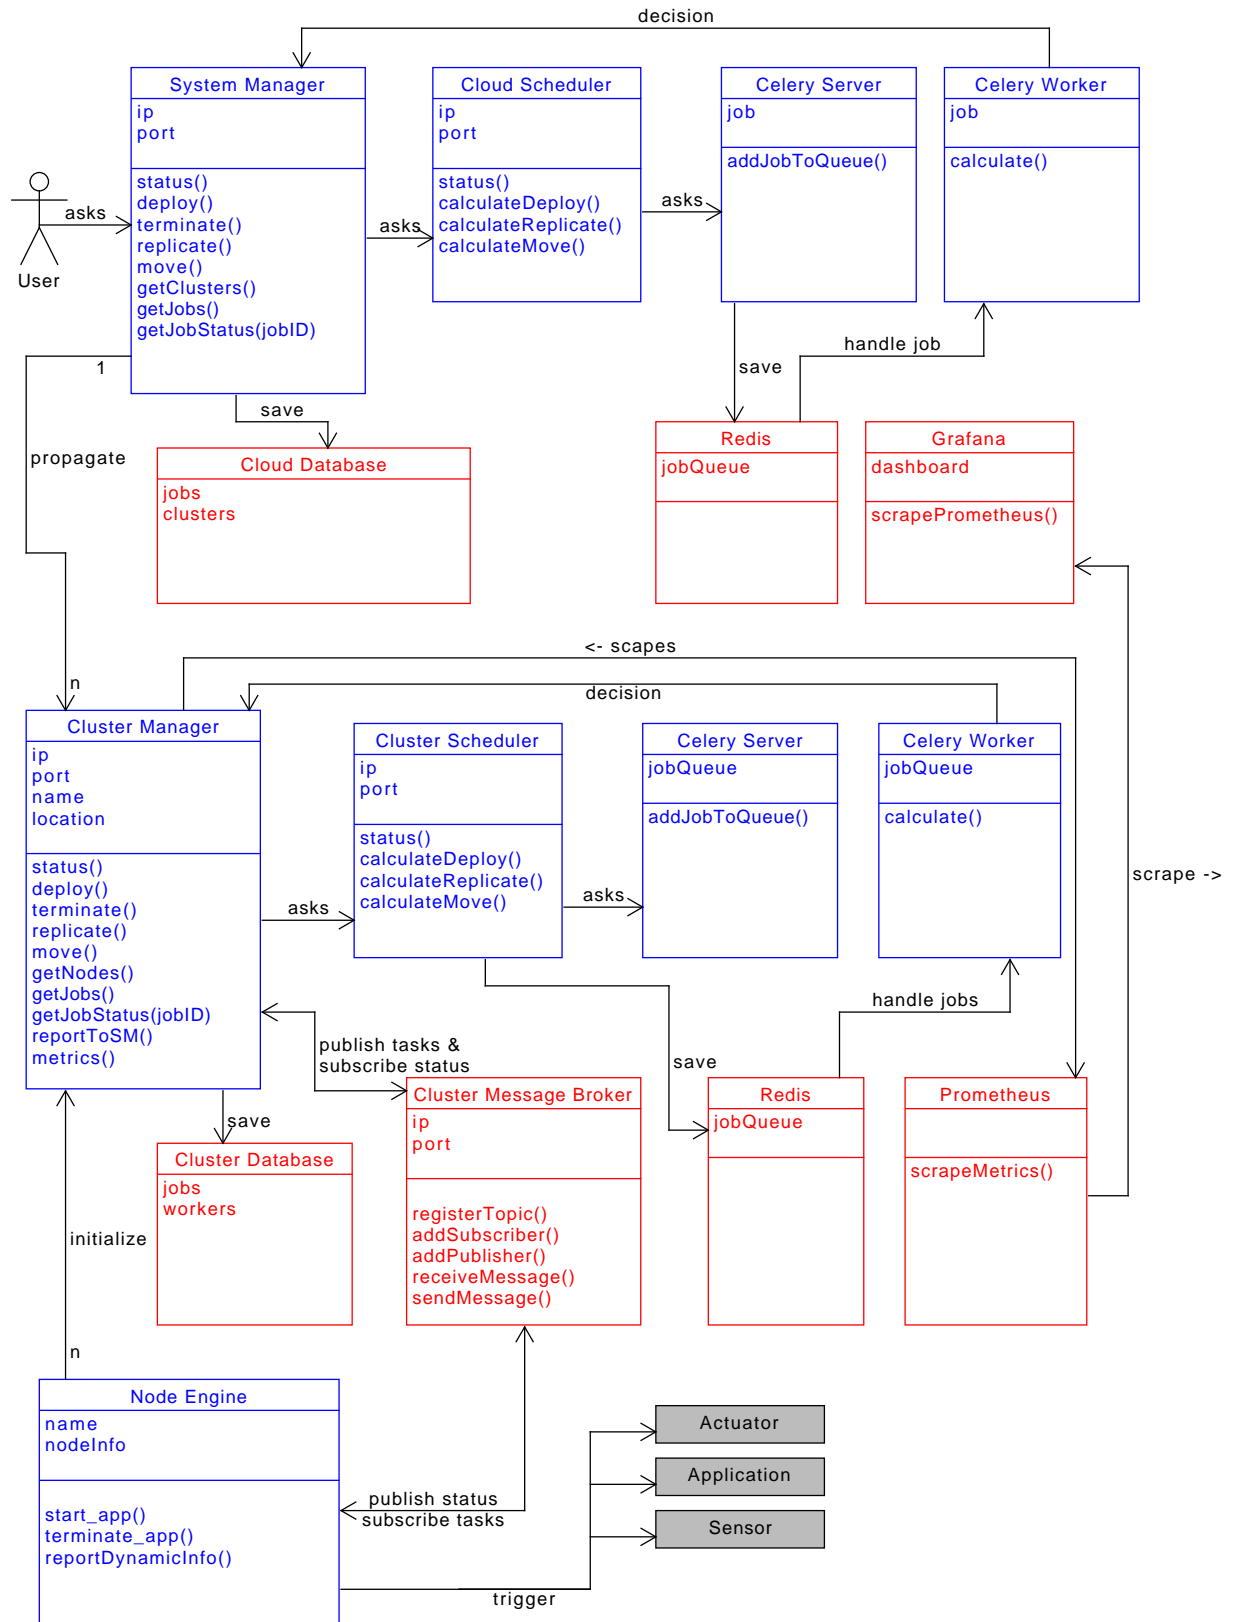 decision
System Manager
ip
port
status()
deploy()
terminate()
replicate()
move()
getClusters()
getJobs()
getJobStatus(jobID)
Cloud Scheduler
ip
port
status()
calculateDeploy()
calculateReplicate()
calculateMove()
Celery Server
job
addJobToQueue()
Celery Worker
job
calculate()
asks
User
asks
asks
1
propagate
n
save
Cloud Database
jobs
clusters
save
handle job
Redis
jobQueue
Grafana
dashboard
scrapePrometheus()
<- scapes
decision
Cluster Manager
ip
port
name
location
status()
deploy()
terminate()
replicate()
move()
getNodes()
getJobs()
getJobStatus(jobID)
reportToSM()
metrics()
Cluster Scheduler
ip
port
status()
calculateDeploy()
calculateReplicate()
calculateMove()
Celery Server
jobQueue
addJobToQueue()
Celery Worker
jobQueue
calculate()
asks
asks
scrape ->
handle jobs
publish tasks &
subscribe status
save
save
Cluster Database
jobs
workers
Cluster Message Broker
ip
port
registerTopic()
addSubscriber()
addPublisher()
receiveMessage()
sendMessage()
Redis
jobQueue
Prometheus
scrapeMetrics()
initialize
n
Node Engine
name
nodeInfo
start_app()
terminate_app()
reportDynamicInfo()
publish status
subscribe tasks
trigger
Actuator
Application
Sensor